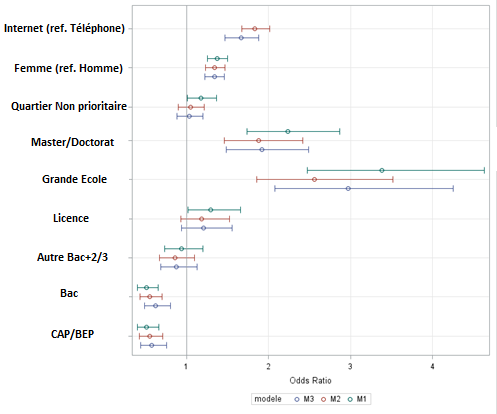 Internet (ref. Téléphone)
Femme (ref. Homme)
Quartier Non prioritaire
Master/Doctorat
Grande Ecole
Licence
Autre Bac+2/3
Bac
CAP/BEP
1 2 3 4
Odds Ratio
modele M3 M2 M1